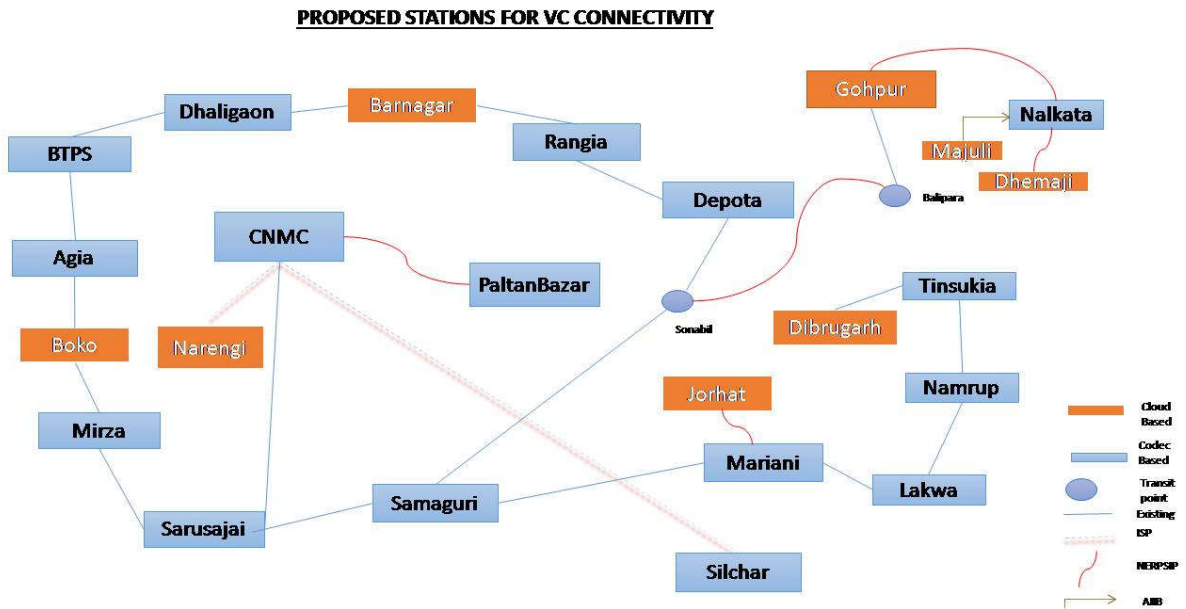 PROPOSED STATIONS FOR VC CONNECTIVITY
Gohpur
Barnagar
Dhaligaon
Nalkata
Rangia
BTPS
Majuli
Dhemaji
Balipara
Depota
CNMC
Agia
PaltanBazar
Tinsukia
Sonabil
Dibrugarh
Boko
Narengi
Jorhat
Namrup
Cloud
Based
Mirza
Codec
Based
Mariani
Lakwa
Transit
point
Samaguri
Existing
Sarusajai
ISP
Silchar
NERPSIP
AIIB